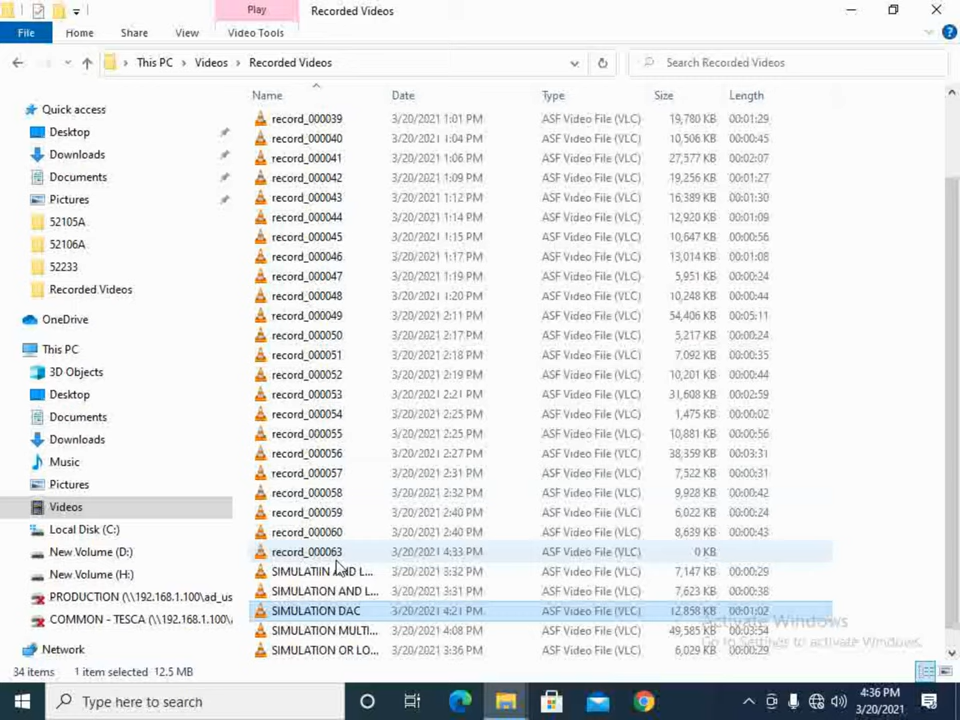 Play Recorded Videos
File Home Share View Video Tools
This PC Videos Recorded Videos Search Recorded Videos
Name Date Type Size Length
Quick access
Desktop
Downloads
Documents
Pictures
52105A
52106A
52233
Recorded Videos
OneDrive
This PC
3D Objects
Desktop
Documents
Downloads
Music
Pictures
Videos
Local Disk (C:)
New Volume (D:)
New Volume (H:)
PRODUCTION (\\192.168.1.100\ad_us
COMMON - TESCA (\\192.168.1.100\
Network
record_000039 3/20/2021 1:01 PM ASF Video File (VLC) 19,780 KB 00:01:29
record_000040 3/20/2021 1:04 PM ASF Video File (VLC) 10,506 KB 00:00:45
record_000041 3/20/2021 1:06 PM ASF Video File (VLC) 27,577 KB 00:02:07
record_000042 3/20/2021 1:09 PM ASF Video File (VLC) 19,256 KB 00:01:27
record_000043 3/20/2021 1:12 PM ASF Video File (VLC) 16,389 KB 00:01:30
record_000044 3/20/2021 1:14 PM ASF Video File (VLC) 12,920 KB 00:01:09
record_000045 3/20/2021 1:15 PM ASF Video File (VLC) 10,647 KB 00:00:56
record_000046 3/20/2021 1:17 PM ASF Video File (VLC) 13,014 KB 00:01:08
record_000047 3/20/2021 1:19 PM ASF Video File (VLC) 5,951 KB 00:00:24
record_000048 3/20/2021 1:20 PM ASF Video File (VLC) 10,248 KB 00:00:44
record_000049 3/20/2021 2:11 PM ASF Video File (VLC) 54,406 KB 00:05:11
record_000050 3/20/2021 2:17 PM ASF Video File (VLC) 5,217 KB 00:00:24
record_000051 3/20/2021 2:18 PM ASF Video File (VLC) 7,092 KB 00:00:35
record_000052 3/20/2021 2:19 PM ASF Video File (VLC) 10,201 KB 00:00:44
record_000053 3/20/2021 2:21 PM ASF Video File (VLC) 31,608 KB 00:02:59
record_000054 3/20/2021 2:25 PM ASF Video File (VLC) 1,475 KB 00:00:02
record_000055 3/20/2021 2:25 PM ASF Video File (VLC) 10,881 KB 00:00:56
record_000056 3/20/2021 2:27 PM ASF Video File (VLC) 38,359 KB 00:03:31
record_000057 3/20/2021 2:31 PM ASF Video File (VLC) 7,522 KB 00:00:31
record_000058 3/20/2021 2:32 PM ASF Video File (VLC) 9,928 KB 00:00:42
record_000059 3/20/2021 2:40 PM ASF Video File (VLC) 6,022 KB 00:00:24
record_000060 3/20/2021 2:40 PM ASF Video File (VLC) 8,639 KB 00:00:43
record_000063 3/20/2021 4:33 PM ASF Video File (VLC) 0 KB
SIMULATIIN AND L... 3/20/2021 3:32 PM ASF Video File (VLC) 7,147 KB 00:00:29
SIMULATION AND L... 3/20/2021 3:31 PM ASF Video File (VLC) 7,623 KB 00:00:38
SIMULATION DAC 3/20/2021 4:21 PM ASF Video File (VLC) 12,858 KB 00:01:02
SIMULATION MULTI... 3/20/2021 4:08 PM ASF Video File (VLC) 49,585 KB 00:03:54
SIMULATION OR LO... 3/20/2021 3:36 PM ASF Video File (VLC) 6,029 KB 00:00:29
Activate Windows
Go to Settings to activate Windows.
34 items 1 item selected 12.5 MB
Type here to search 4:36 PM
3/20/2021